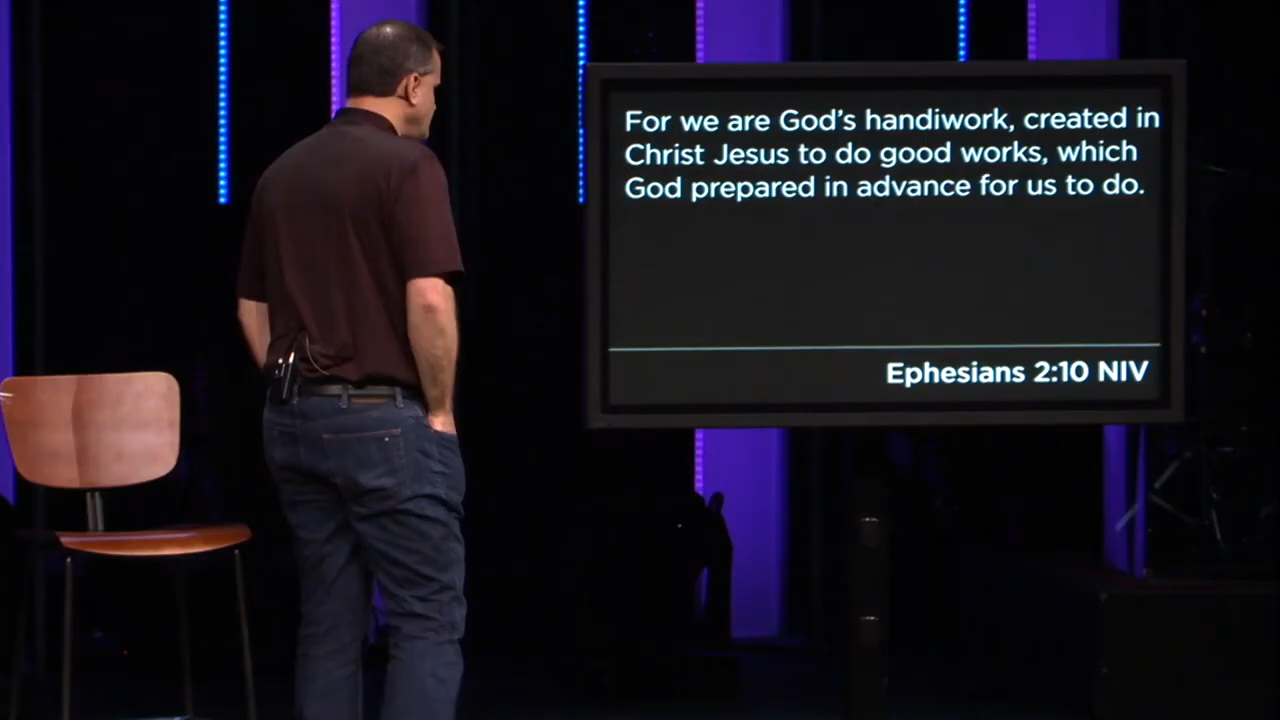 For we are God's handiwork, created in
Christ Jesus to do good works, which
God prepared in advance for us to do.
Ephesians 2:10 NIV